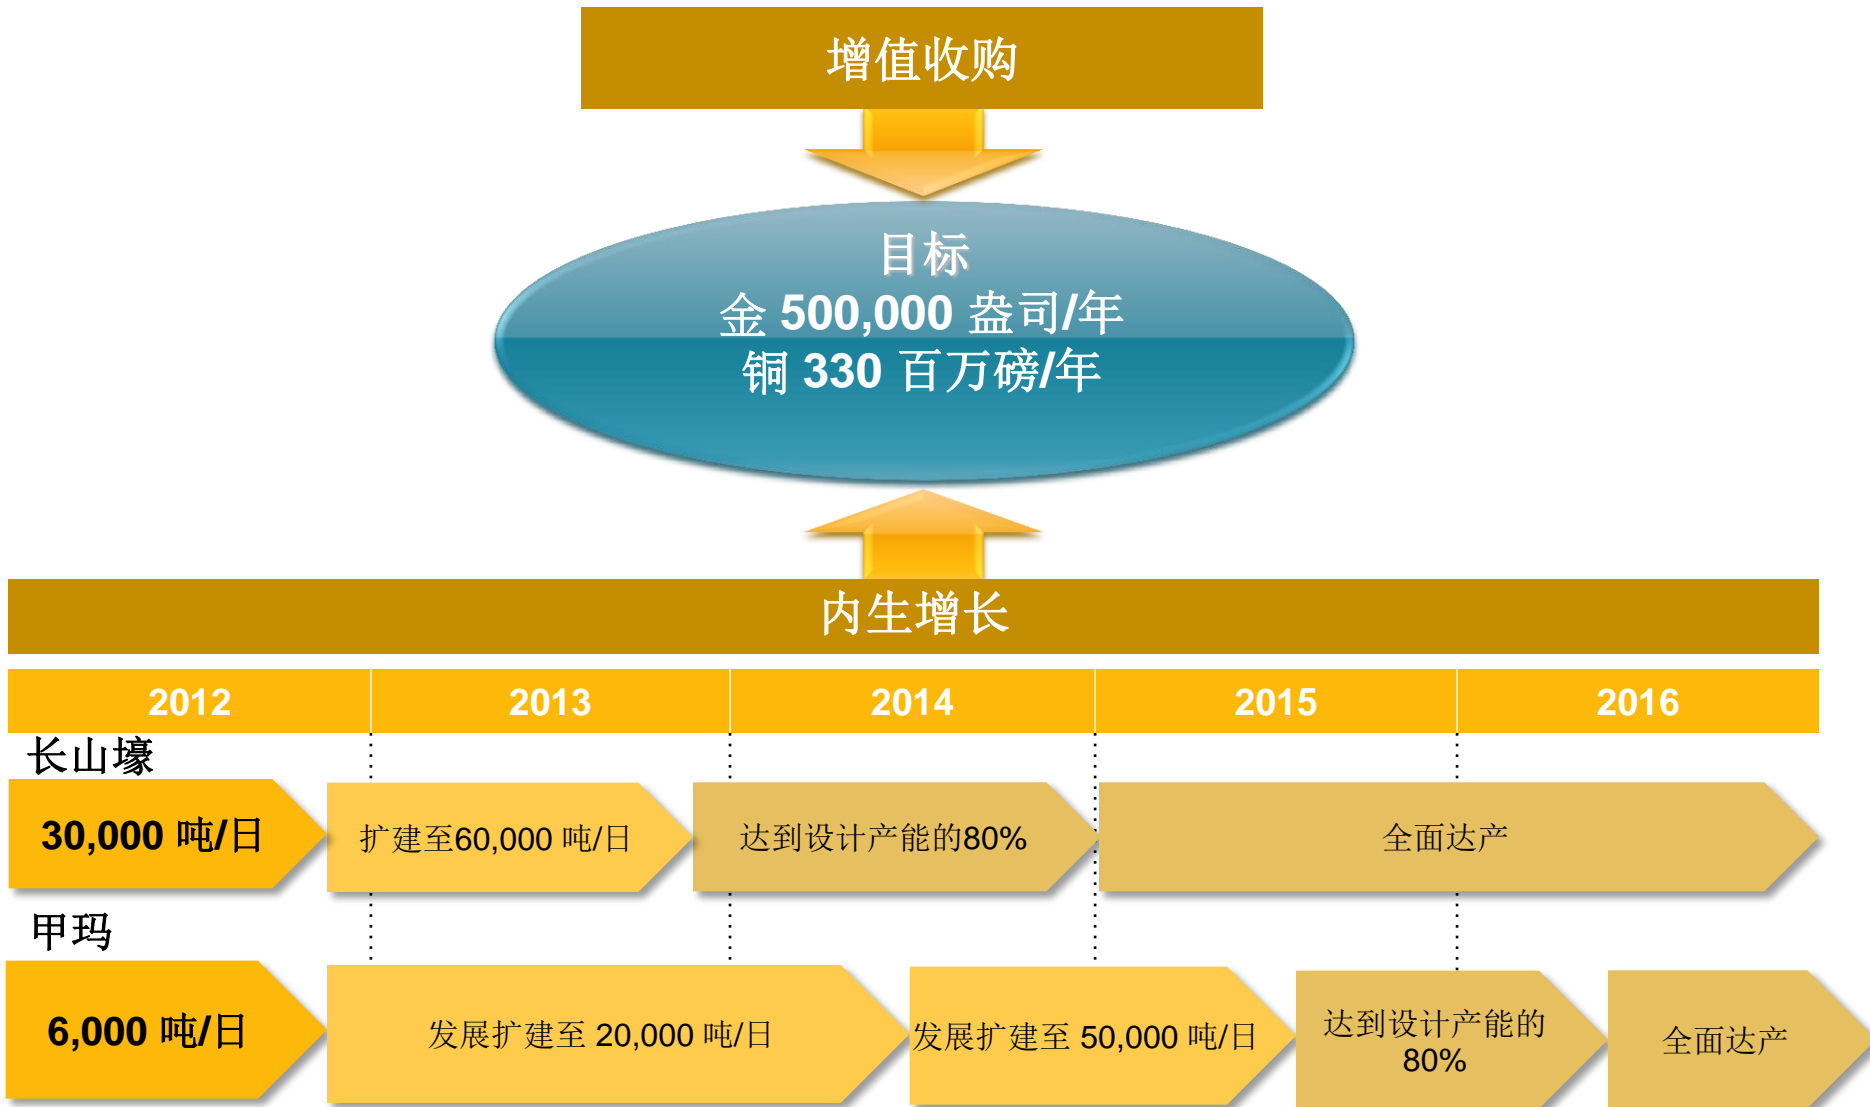 增值收购
目标
金 500,000 盎司/年
铜 330 百万磅/年
内生增长
2012 2013 2014 2015 2016
长山壕
30,000 吨/日 扩建至60,000 吨/日 达到设计产能的80% 全面达产
甲玛
6,000 吨/日 发展扩建至 20,000 吨/日 发展扩建至 50,000 吨/日 达到设计产能的
80%
全面达产